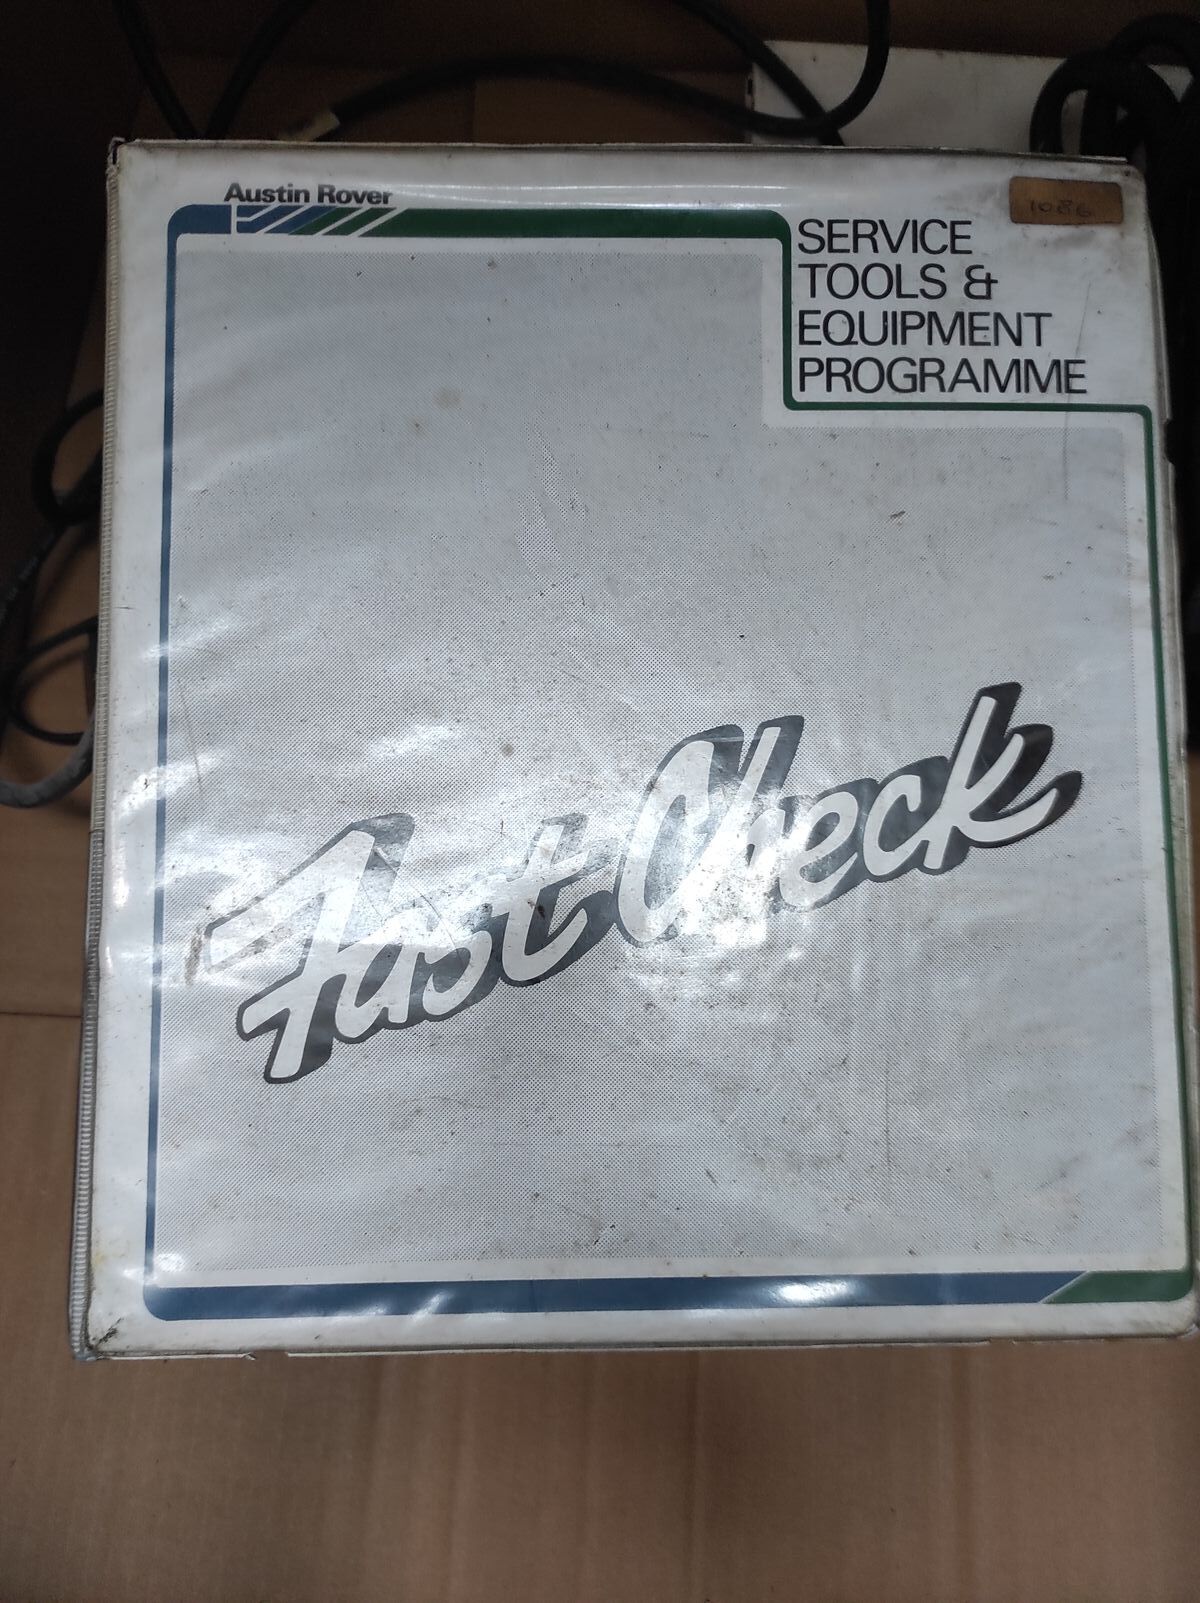 Austin Rover
1086
SERVICE
TOOLS &
EQUIPMENT
PROGRAMME
Fast Check